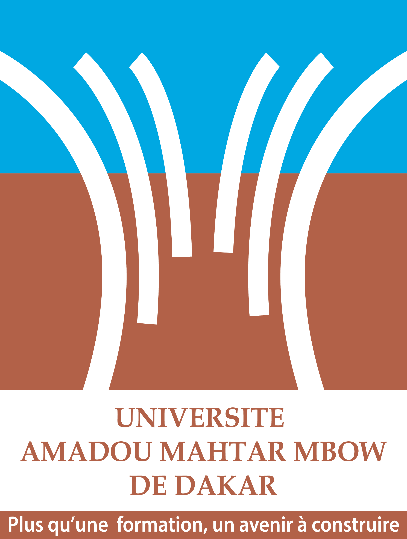 UNIVERSITE
AMADOU MAHTAR MBOW
DE DAKAR
Plus qu'une formation, un avenir à construire